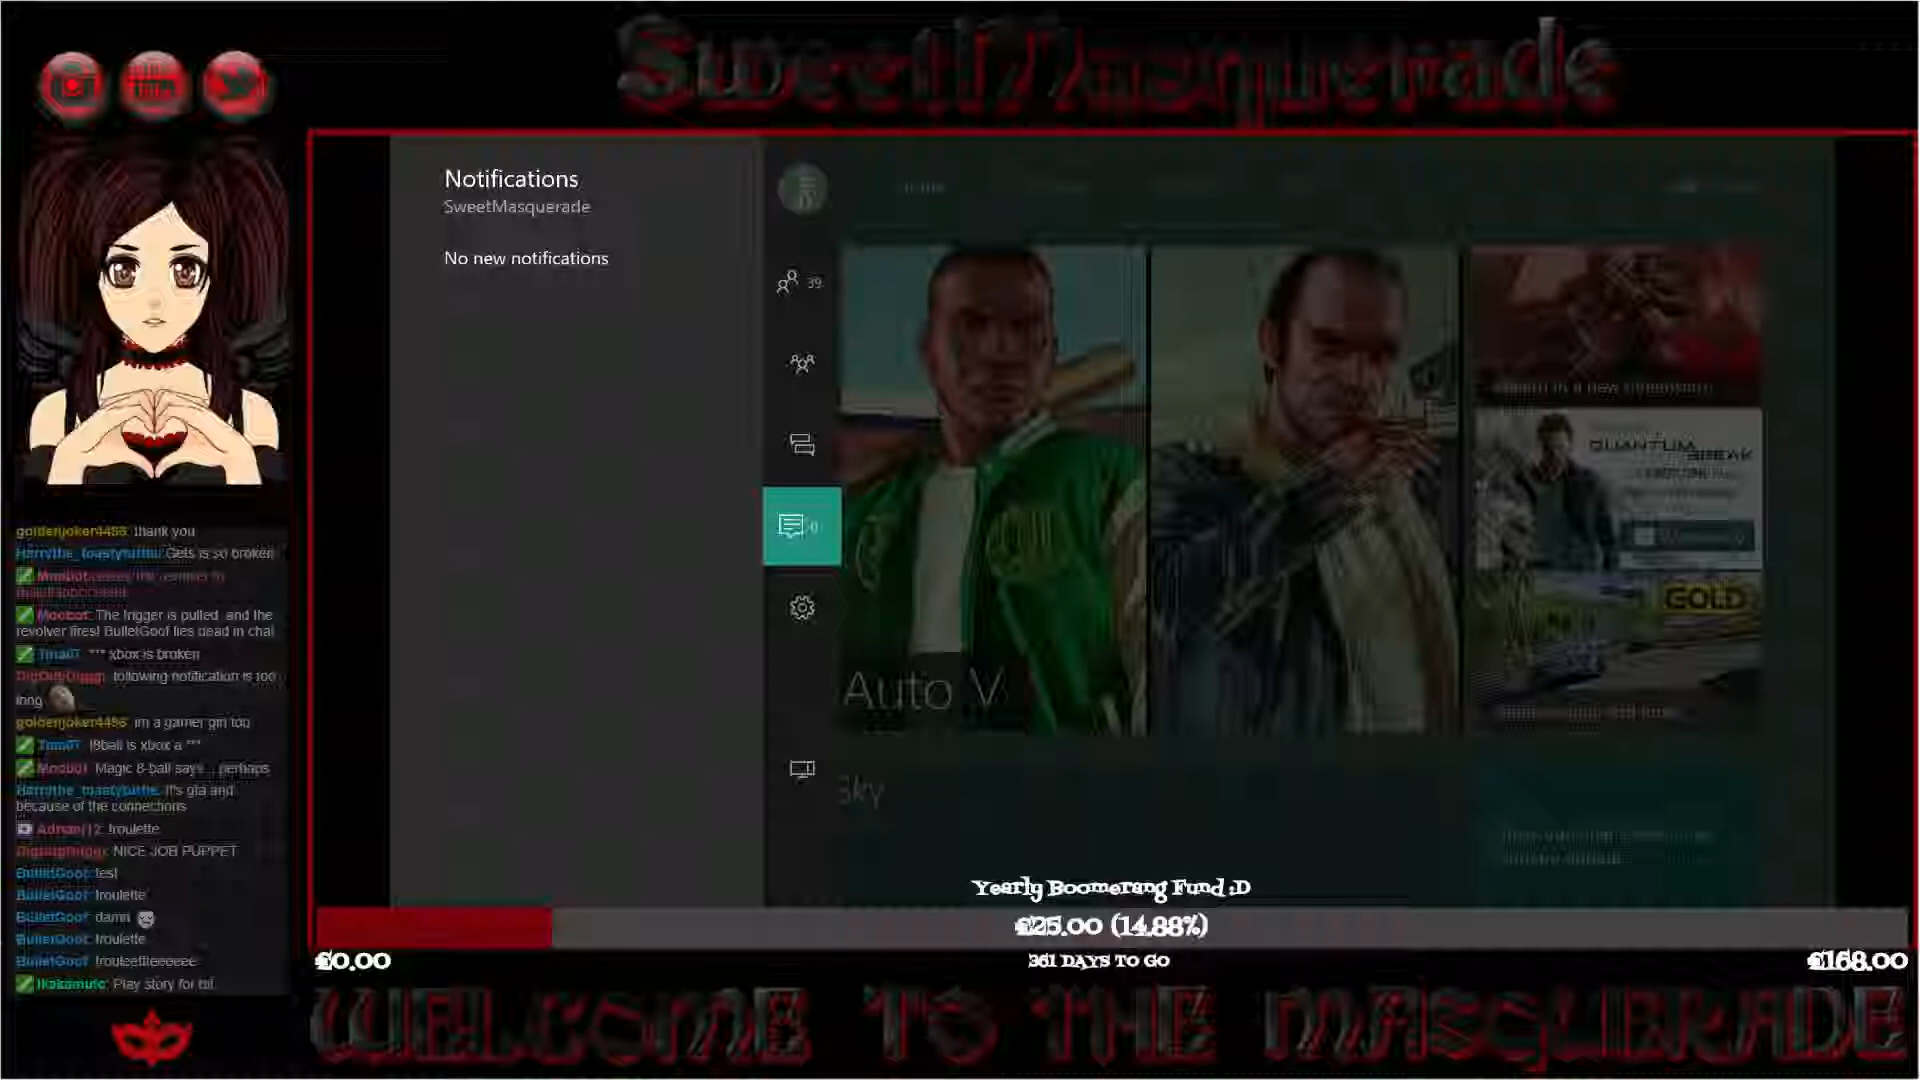 SweetMasquerade
Notifications
SweetMasquerade
No new notifications
39
0
Auto V
Sky
QUANTUM
BREAK
GOLD
goldenjoker4496: thank you
Gets is so broken
Moobot: The trigger is pulled, and the
revolver fires! BulletGoof lies dead in chat
*** xbox is broken
following notification is too
long
goldenjoker4496: im a gamer girl too
!8ball is xbox a ***
Moobot: Magic 8-ball says... perhaps
It's gta and
because of the connections
!roulette
NICE JOB PUPPET
BulletGoof: test
BulletGoof: !roulette
BulletGoof: damn
BulletGoof: !roulette
BulletGoof: !rouleetteeeeee
Play story for bit
Yearly Boomerang Fund :D
£25.00 (14.88%)
£0.00
361 DAYS TO GO
£168.00
WELCOME TO THE MASQUERADE